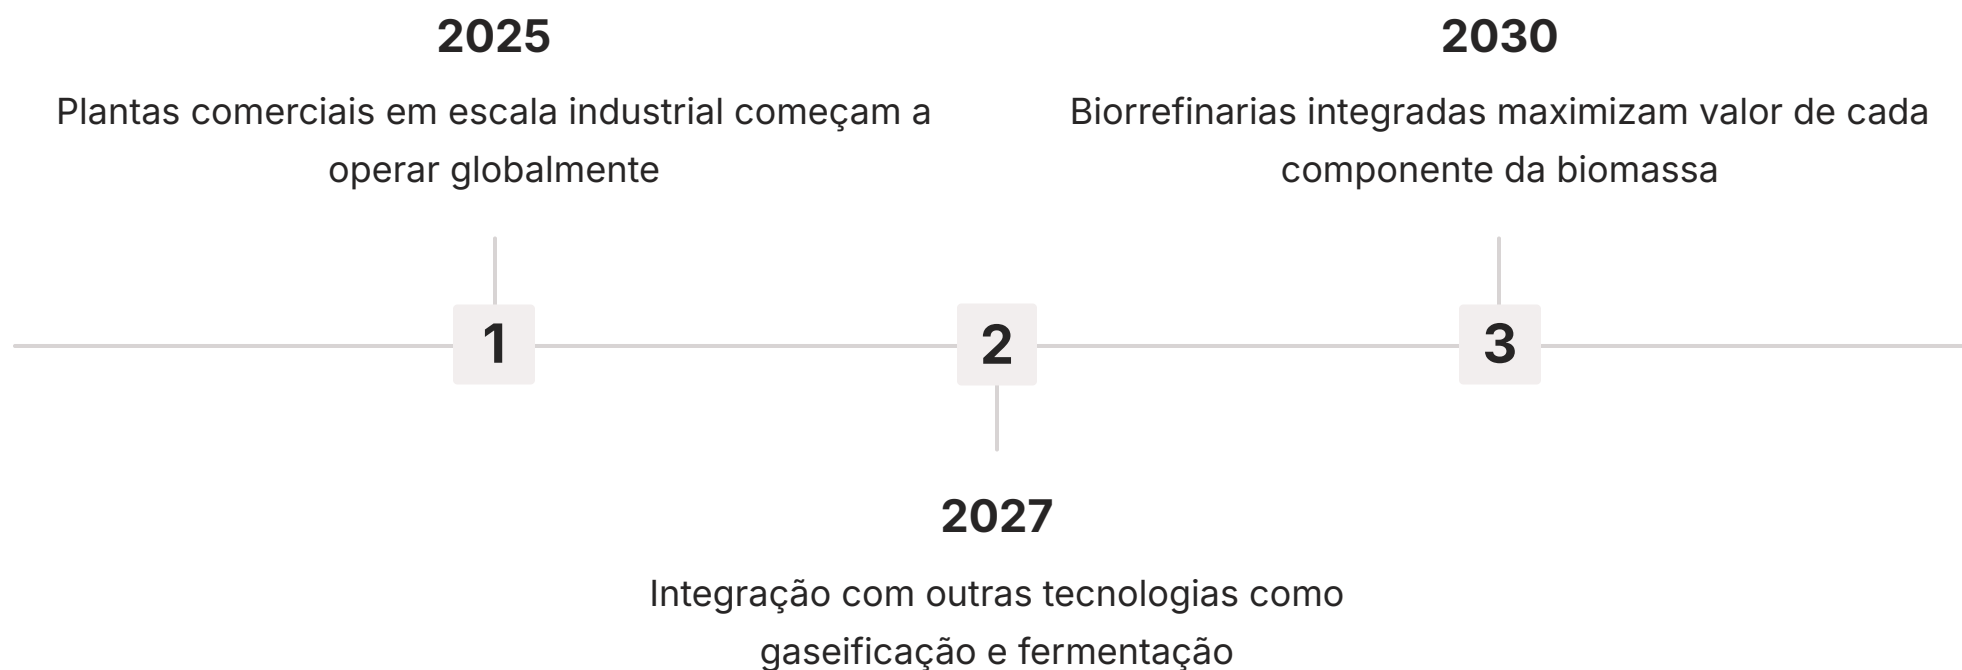 2025
Plantas comerciais em escala industrial começam a
operar globalmente
2030
Biorrefinarias integradas maximizam valor de cada
componente da biomassa
1
2
3
2027
Integração com outras tecnologias como
gaseificação e fermentação